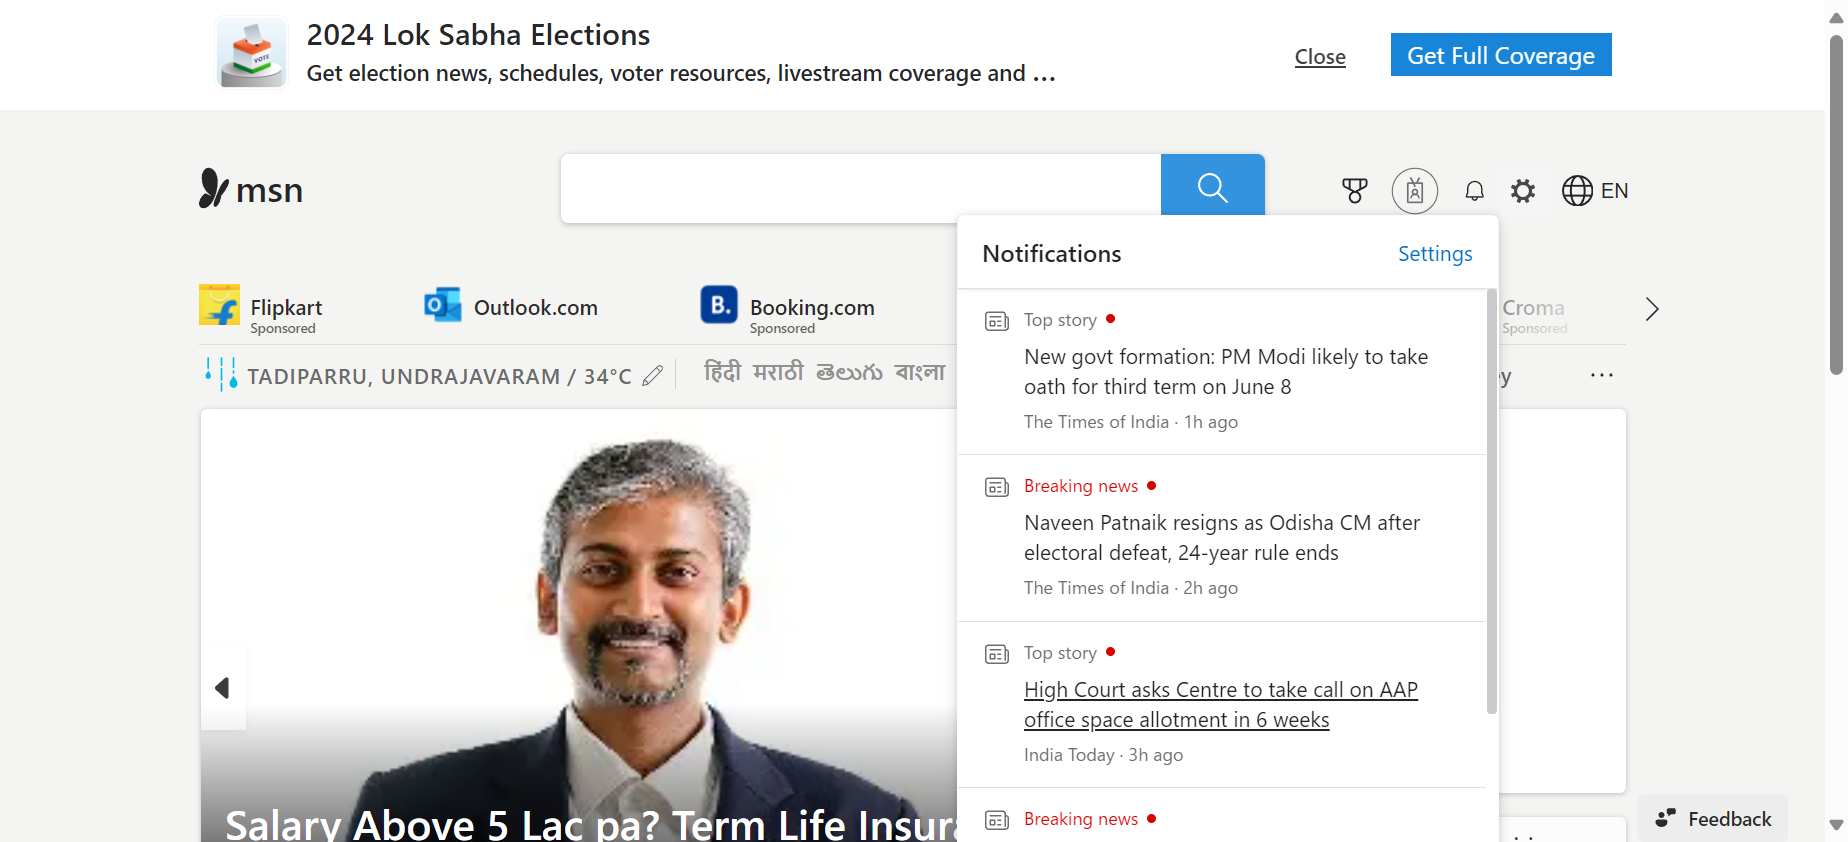 2024 Lok Sabha Elections
Get election news, schedules, voter resources, livestream coverage and ...
Close
Get Full Coverage
VOTE
msn
EN
Notifications
Settings
Flipkart
Sponsored
Outlook.com
B.
Booking.com
Sponsored
Croma
Sponsored
TADIPARRU, UNDRAJAVARAM / 34°C
हिंदी मराठी తెలుగు বাংলা
y
...
Top story
New govt formation: PM Modi likely to take
oath for third term on June 8
The Times of India · 1h ago
Breaking news
Naveen Patnaik resigns as Odisha CM after
electoral defeat, 24-year rule ends
The Times of India · 2h ago
Top story
High Court asks Centre to take call on AAP
office space allotment in 6 weeks
India Today · 3h ago
Breaking news
Salary Above 5 Lac pa? Term Life Insura
Feedback